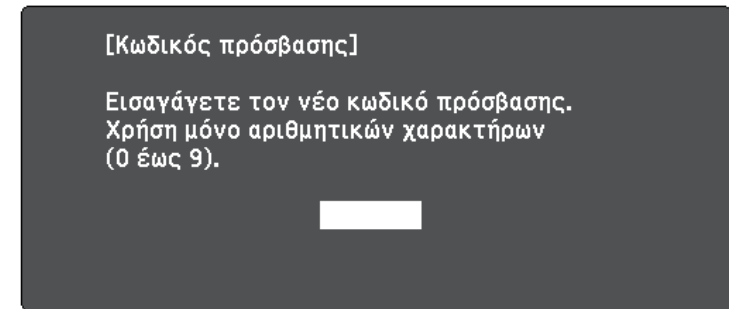 [Κωδικός πρόσβασης]
Εισαγάγετε τον νέο κωδικό πρόσβασης.
Χρήση μόνο αριθμητικών χαρακτήρων
(0 έως 9).